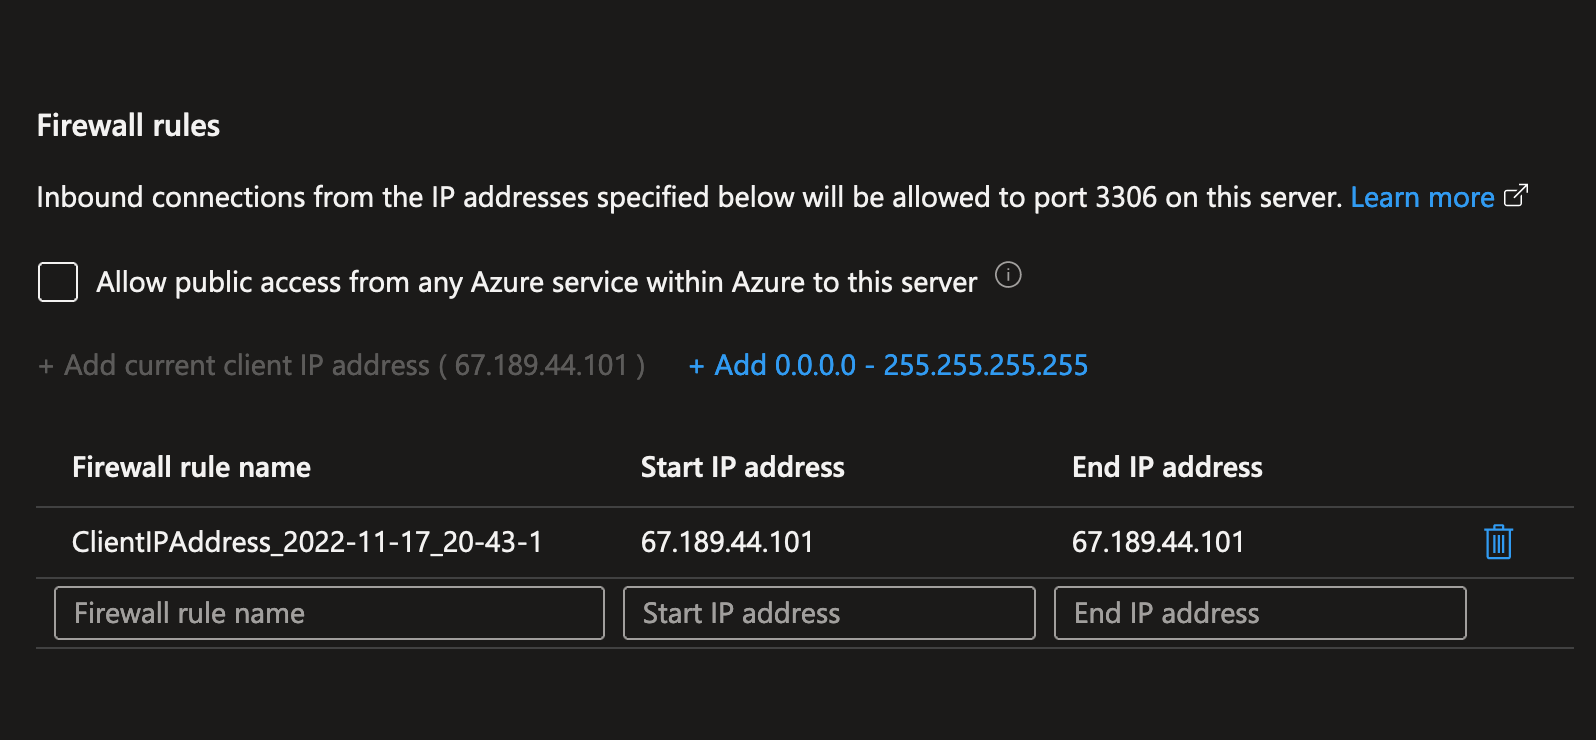 Firewall rules
Inbound connections from the IP addresses specified below will be allowed to port 3306 on this server. Learn more
Allow public access from any Azure service within Azure to this server
+ Add current client IP address ( 67.189.44.101 ) + Add 0.0.0.0 - 255.255.255.255
Firewall rule name Start IP address End IP address
ClientIPAddress_2022-11-17_20-43-1 67.189.44.101 67.189.44.101
Firewall rule name Start IP address End IP address